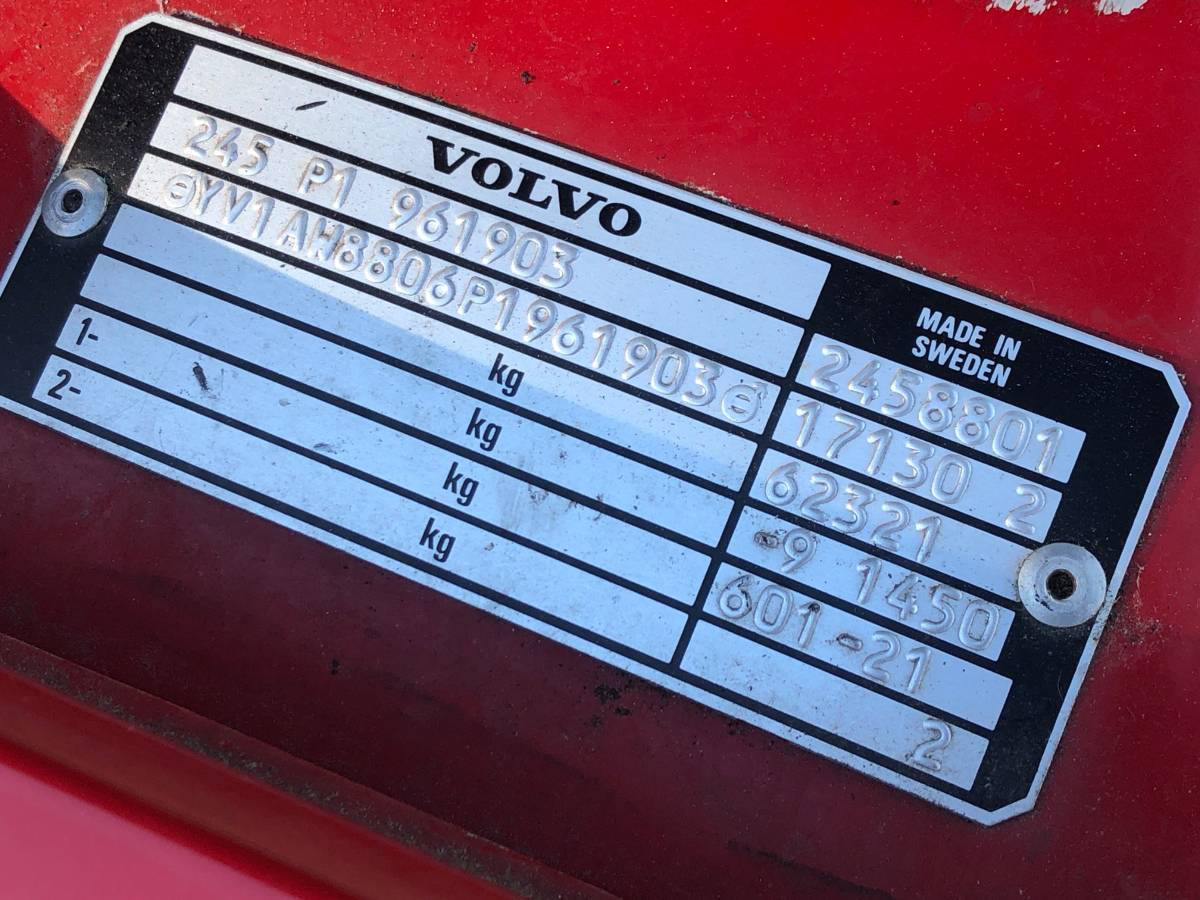 VOLVO
245 P1 961903
YV1AW8806P1961903
kg
kg
1- kg
2- kg
MADE IN
SWEDEN
2458801
17130 2
62321
-9 1450
601-21
2